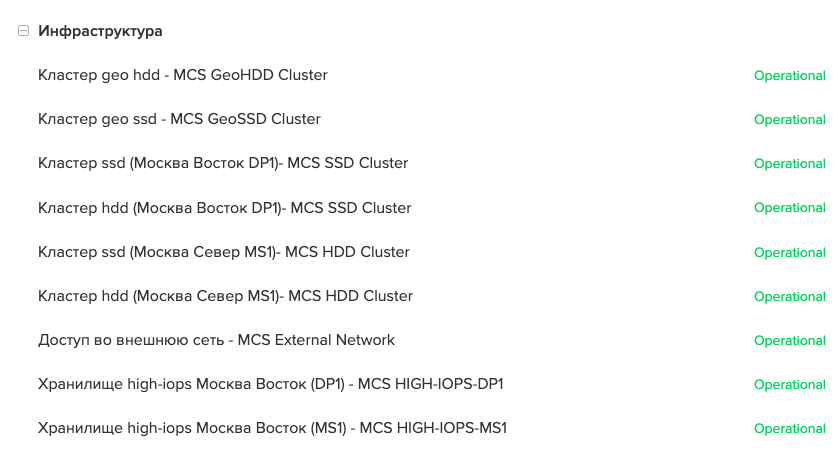 Инфраструктура
Кластер geo hdd - MCS GeoHDD Cluster Operational
Кластер geo ssd - MCS GeoSSD Cluster Operational
Кластер ssd (Москва Восток DP1)- MCS SSD Cluster Operational
Кластер hdd (Москва Восток DP1)- MCS SSD Cluster Operational
Кластер ssd (Москва Север MS1)- MCS HDD Cluster Operational
Кластер hdd (Москва Север MS1)- MCS HDD Cluster Operational
Доступ во внешнюю сеть - MCS External Network Operational
Хранилище high-iops Москва Восток (DP1) - MCS HIGH-IOPS-DP1 Operational
Хранилище high-iops Москва Восток (MS1) - MCS HIGH-IOPS-MS1 Operational